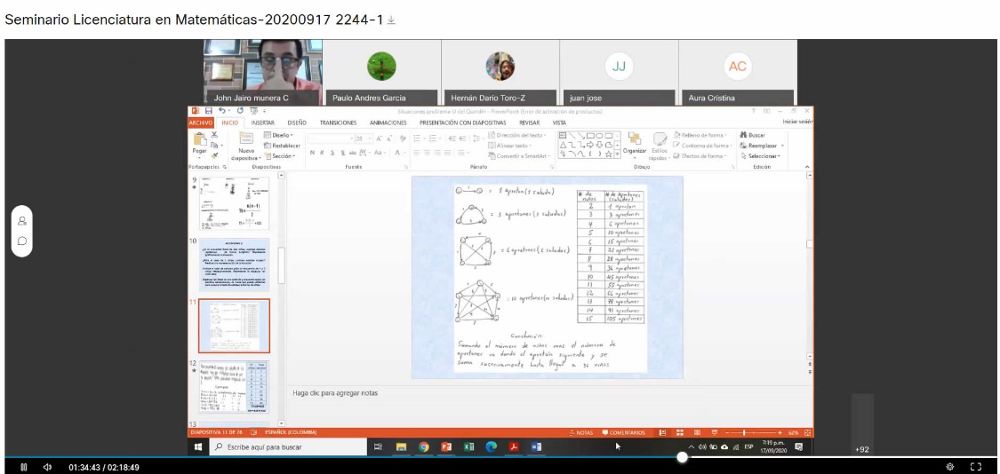 Seminario Licenciatura en Matemáticas-20200917 2244-1
John Jairo munera C
Paulo Andres Garcia
Hernán Darío Toro-Z
juan jose
Aura Cristina
JJ
AC
Situaciones problema U del Quindío - PowerPoint (Error de activación de productos)
ARCHIVO INICIO INSERTAR DISEÑO TRANSICIONES ANIMACIONES PRESENTACIÓN CON DIAPOSITIVAS REVISAR VISTA
Iniciar sesión
Pegar
Nueva diapositiva
Diseño
Restablecer
Sección
N K S S abc
Dirección del texto
Alinear texto
Convertir a SmartArt
Organizar
Estilos rápidos
Relleno de forma
Contorno de forma
Efectos de forma
Buscar
Reemplazar
Seleccionar
Portapapeles
Diapositivas
Fuente
Párrafo
Dibujo
Edición
9
10
11
12
13
= 1 apreton (1 saludo)
= 3 apretones (3 saludos)
= 6 apretones (6 saludos)
= 10 apretones (10 saludos)
# de niños # de Apretones (saludos)
2 1 apreton
3 3 apretones
4 6 apretones
5 10 apretones
6 15 apretones
7 21 apretones
8 28 apretones
9 36 apretones
10 45 apretones
11 55 apretones
12 66 apretones
13 78 apretones
14 91 apretones
15 105 apretones
Conclusión
Sumando el número de niños mas el número de
apretones va dando el apretón siguiente y se
suma sucesivamente hasta llegar a 36 niños
Haga clic para agregar notas
DIAPOSITIVA 11 DE 28 ESPAÑOL (COLOMBIA)
NOTAS COMENTARIOS
62%
Escribe aquí para buscar
ESP
7:19 p.m.
17/09/2020
+92
01:34:43 / 02:18:49